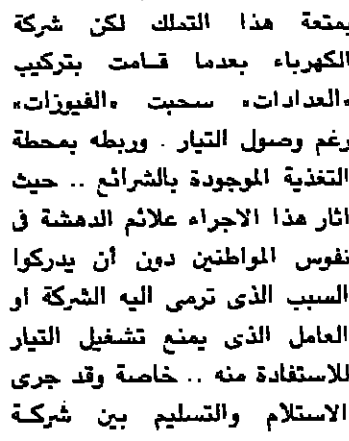 بمتعة هذا التملك لكن شركة
الكهرباء بعدما قامت بتركيب
«العدادات» سحبت «الفيوزات»
رغم وصول التيار . وربطه بمحطة
التغذية الموجودة بالشرائع .. حيث
اثار هذا الاجراء علائم الدهشة فى
نفوس المواطنين دون أن يدركوا
السبب الذى ترمى اليه الشركة او
العامل الذى يمنع تشغيل التيار
للاستفادة منه .. خاصة وقد جرى
الاستلام والتسليم بين شركة